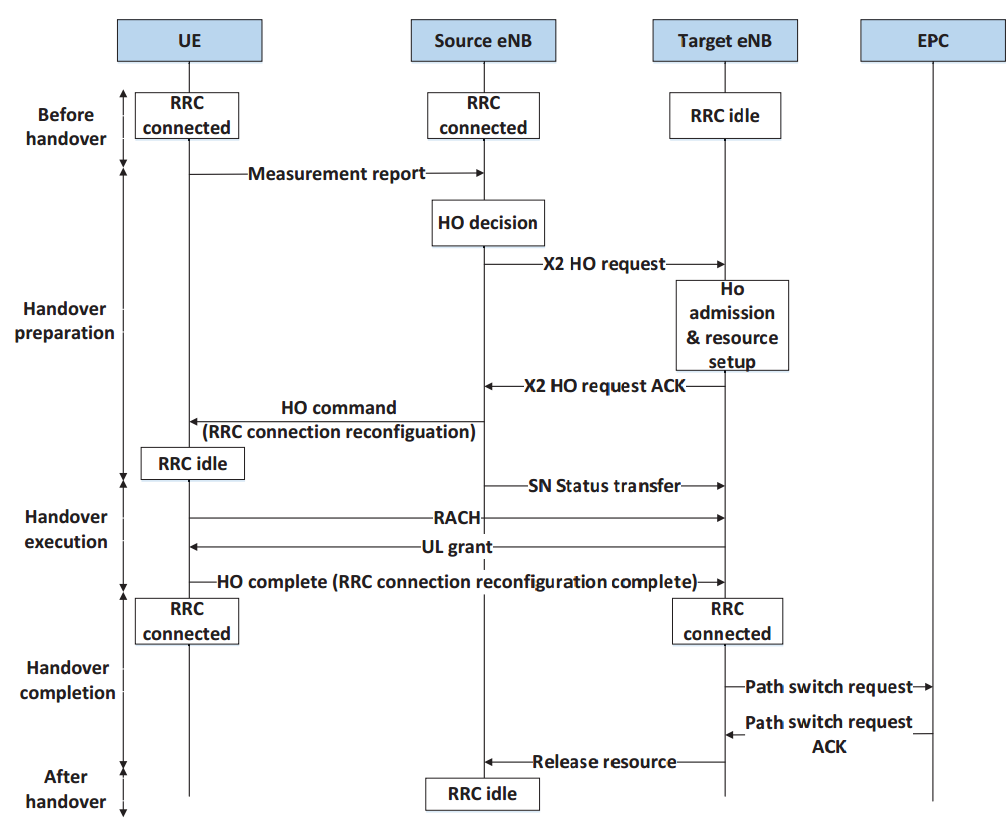 UE
Source eNB
Target eNB
EPC
Before
handover
RRC
connected
RRC
connected
RRC idle
Measurement report
HO decision
X2 HO request
Handover
preparation
Ho
admission
& resource
setup
X2 HO request ACK
HO command
(RRC connection reconfiguation)
RRC idle
SN Status transfer
Handover
execution
RACH
UL grant
HO complete (RRC connection reconfiguration complete)
RRC
connected
RRC
connected
Handover
completion
Path switch request
Path switch request
ACK
Release resource
After
handover
RRC idle